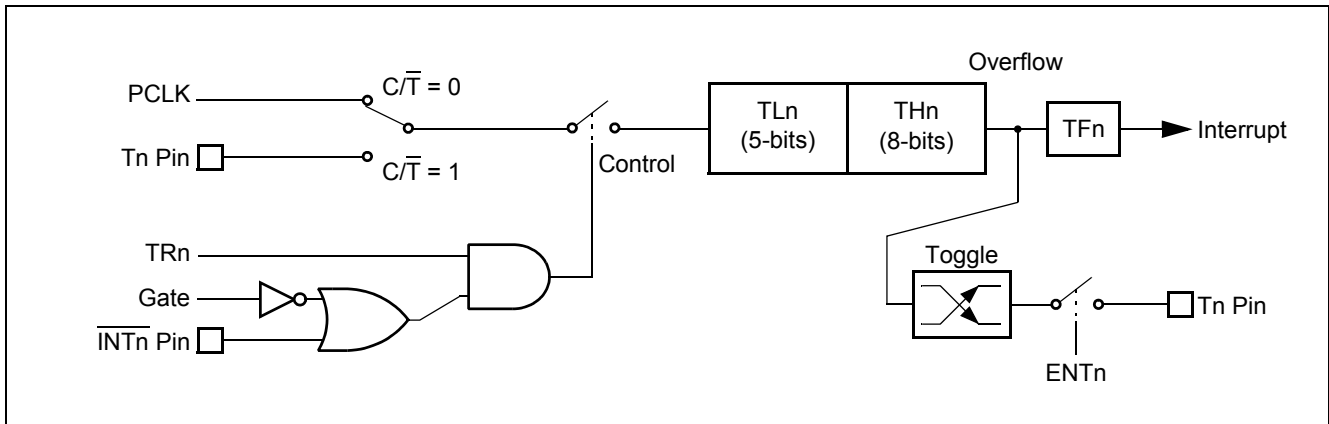 Overflow
PCLK
C/T̅ = 0
TLn
(5-bits)
THn
(8-bits)
TFn
Interrupt
Tn Pin
C/T̅ = 1
Control
TRn
Gate
I̅N̅T̅n̅ Pin
Toggle
Tn Pin
ENTn